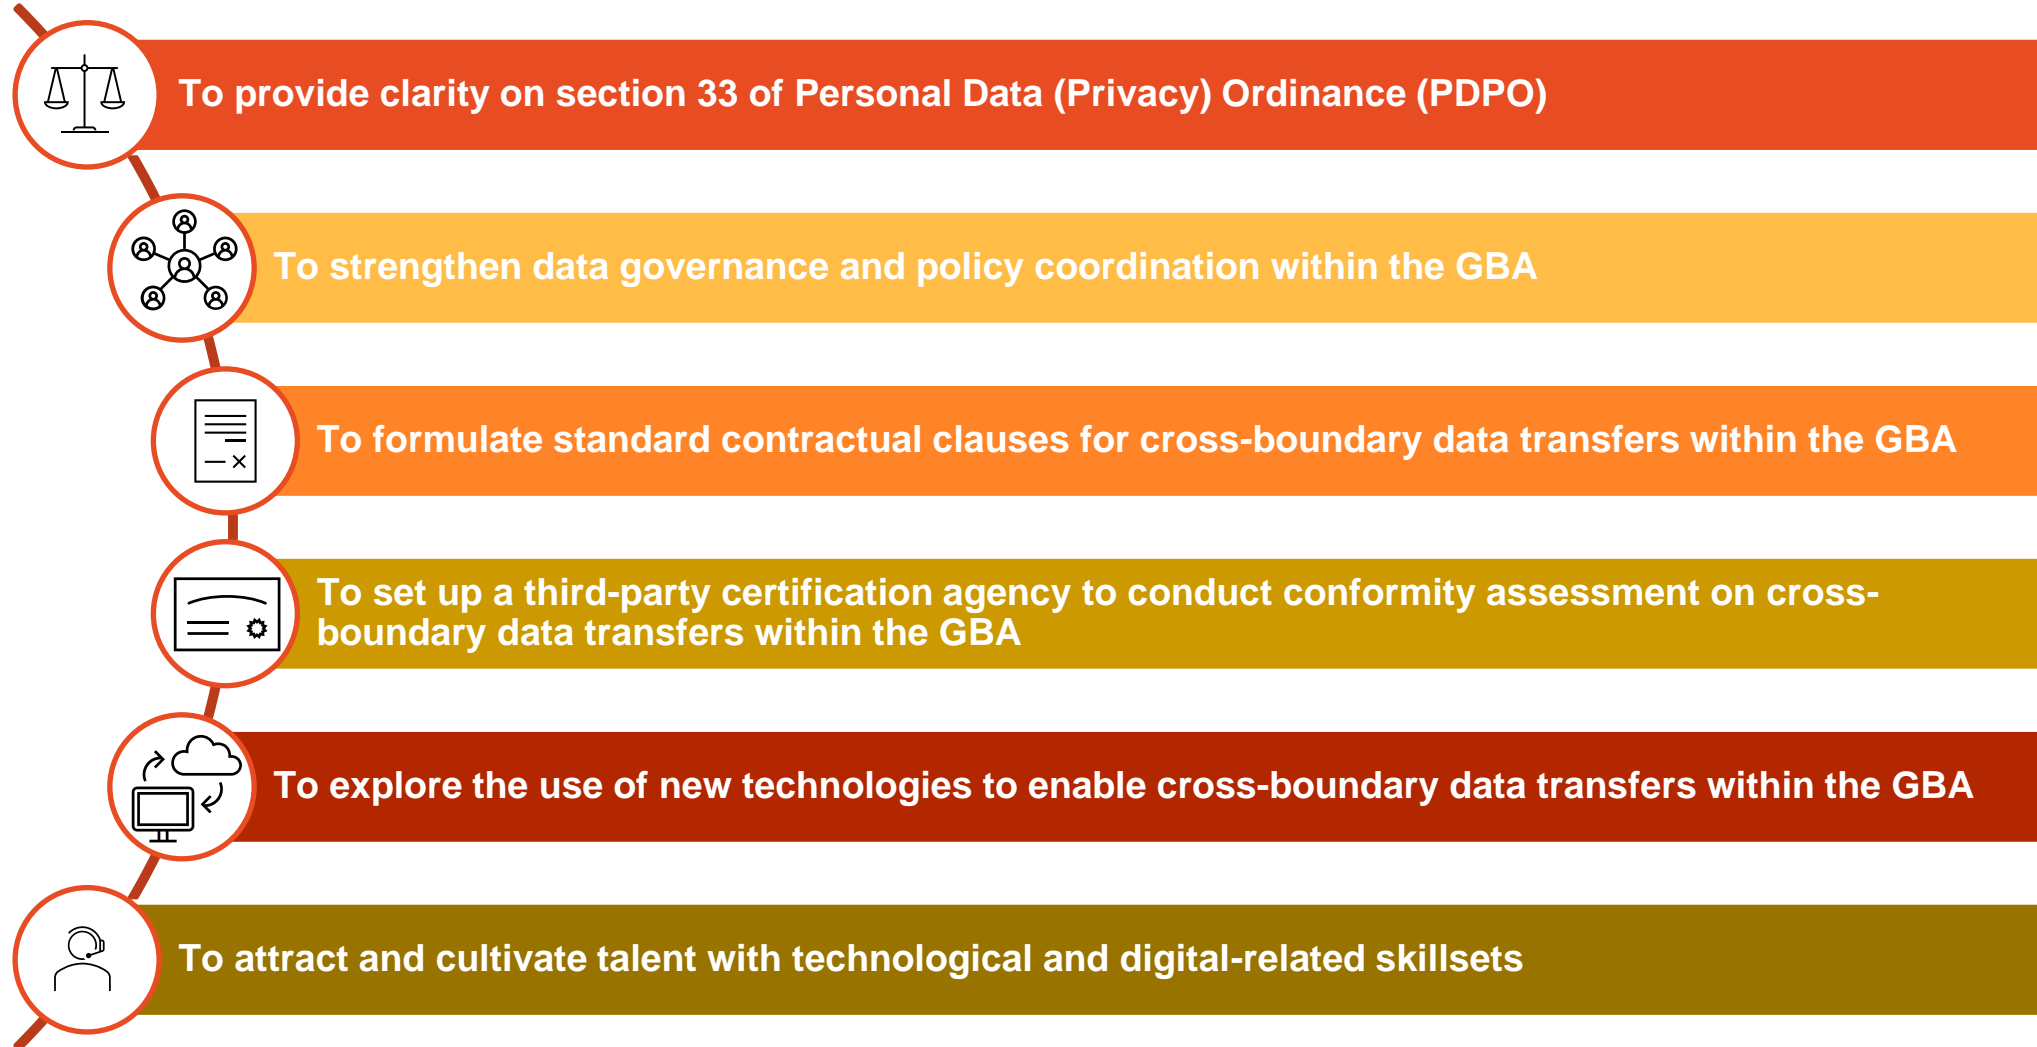 To provide clarity on section 33 of Personal Data (Privacy) Ordinance (PDPO)
To strengthen data governance and policy coordination within the GBA
To formulate standard contractual clauses for cross-boundary data transfers within the GBA
To set up a third-party certification agency to conduct conformity assessment on cross-
boundary data transfers within the GBA
To explore the use of new technologies to enable cross-boundary data transfers within the GBA
To attract and cultivate talent with technological and digital-related skillsets